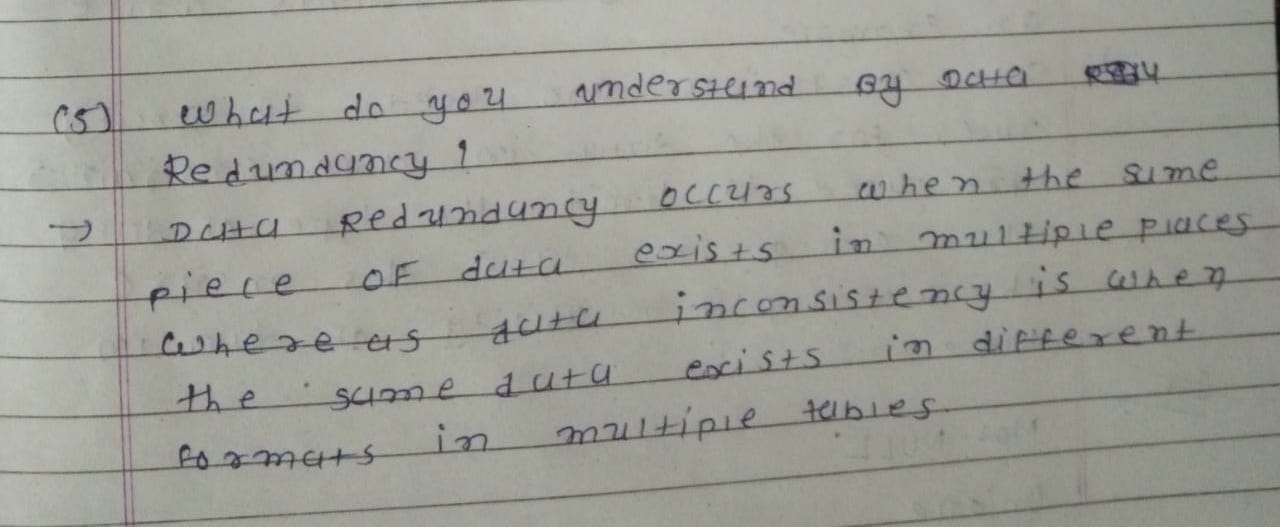 (5) What do you understand By Data
Redundancy ?
→ Data Redundancy occurs when the same
piece OF data exists in multiple places
whereas data inconsistency is when
the same data exists in different
formats in multiple tables.